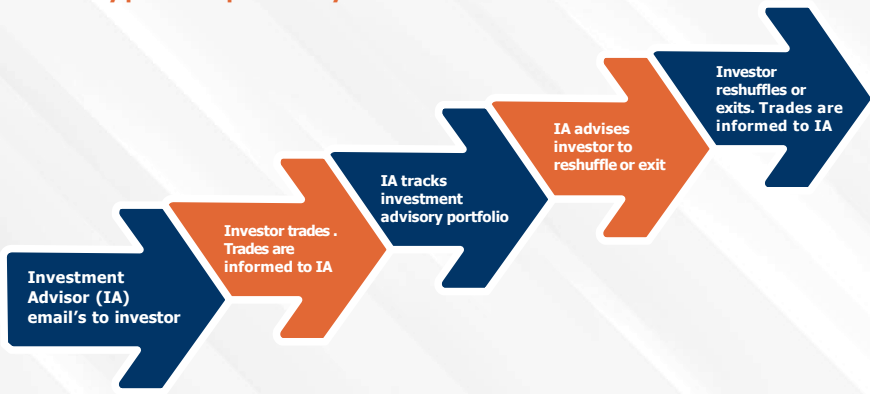 Investment
Advisor (IA)
email's to investor
Investor trades .
Trades are
informed to IA
IA tracks
investment
advisory portfolio
IA advises
investor to
reshuffle or exit
Investor
reshuffles or
exits. Trades are
informed to IA